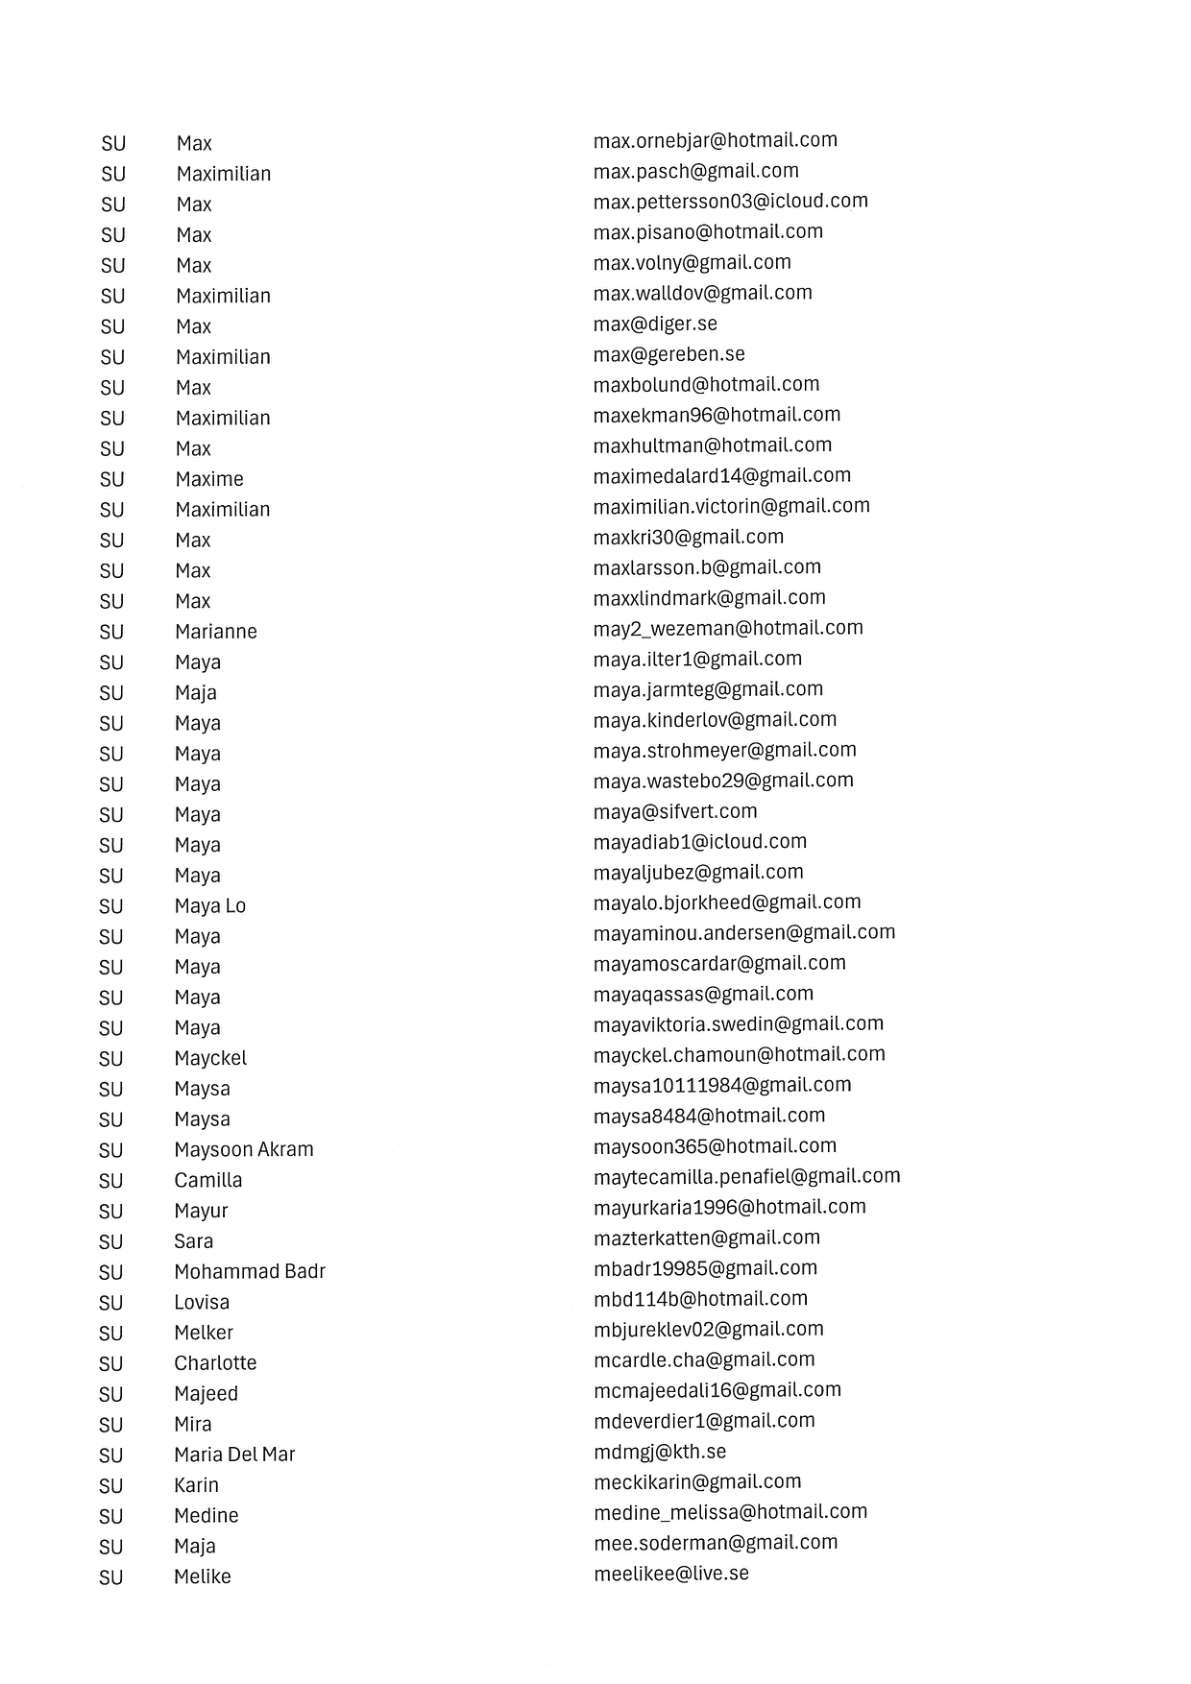 SU Max max.ornebjar@hotmail.com
SU Maximilian max.pasch@gmail.com
SU Max max.pettersson03@icloud.com
SU Max max.pisano@hotmail.com
SU Max max.volny@gmail.com
SU Maximilian max.walldov@gmail.com
SU Max max@diger.se
SU Maximilian max@gereben.se
SU Max maxbolund@hotmail.com
SU Maximilian maxekman96@hotmail.com
SU Max maxhultman@hotmail.com
SU Maxime maximedalard14@gmail.com
SU Maximilian maximilian.victorin@gmail.com
SU Max maxkri30@gmail.com
SU Max maxlarsson.b@gmail.com
SU Max maxxlindmark@gmail.com
SU Marianne may2_wezeman@hotmail.com
SU Maya maya.ilter1@gmail.com
SU Maja maya.jarmteg@gmail.com
SU Maya maya.kinderlov@gmail.com
SU Maya maya.strohmeyer@gmail.com
SU Maya maya.wastebo29@gmail.com
SU Maya maya@sifvert.com
SU Maya mayadiab1@icloud.com
SU Maya mayaljubez@gmail.com
SU Maya Lo mayalo.bjorkheed@gmail.com
SU Maya mayaminou.andersen@gmail.com
SU Maya mayamoscardar@gmail.com
SU Maya mayaqassas@gmail.com
SU Maya mayaviktoria.swedin@gmail.com
SU Mayckel mayckel.chamoun@hotmail.com
SU Maysa maysa10111984@gmail.com
SU Maysa maysa8484@hotmail.com
SU Maysoon Akram maysoon365@hotmail.com
SU Camilla maytecamilla.penafiel@gmail.com
SU Mayur mayurkaria1996@hotmail.com
SU Sara mazterkatten@gmail.com
SU Mohammad Badr mbadr19985@gmail.com
SU Lovisa mbd114b@hotmail.com
SU Melker mbjureklev02@gmail.com
SU Charlotte mcardle.cha@gmail.com
SU Majeed mcmajeedali16@gmail.com
SU Mira mdeverdier1@gmail.com
SU Maria Del Mar mdmgj@kth.se
SU Karin meckikarin@gmail.com
SU Medine medine_melissa@hotmail.com
SU Maja mee.soderman@gmail.com
SU Melike meelikee@live.se